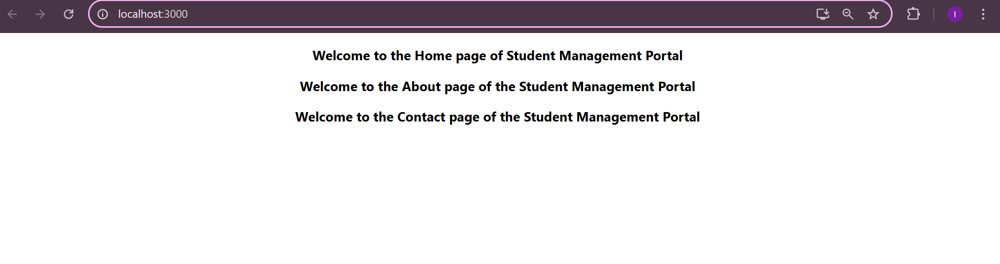 localhost:3000
I
Welcome to the Home page of Student Management Portal
Welcome to the About page of the Student Management Portal
Welcome to the Contact page of the Student Management Portal